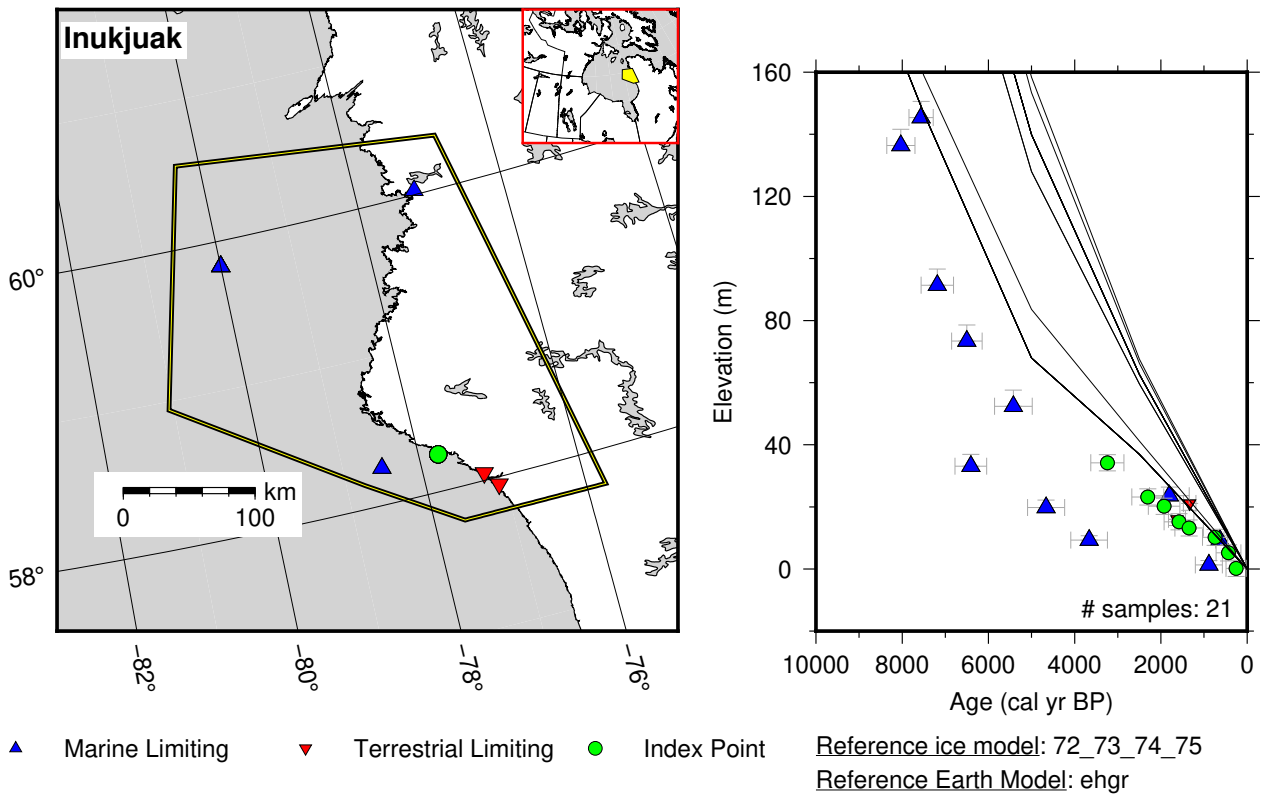 Inukjuak
60°
58°
km
0 100
−82°
−80°
−78°
−76°
160
120
80
40
0
Elevation (m)
# samples: 21
10000 8000 6000 4000 2000 0
Age (cal yr BP)
Marine Limiting Terrestrial Limiting Index Point
Reference ice model: 72_73_74_75
Reference Earth Model: ehgr